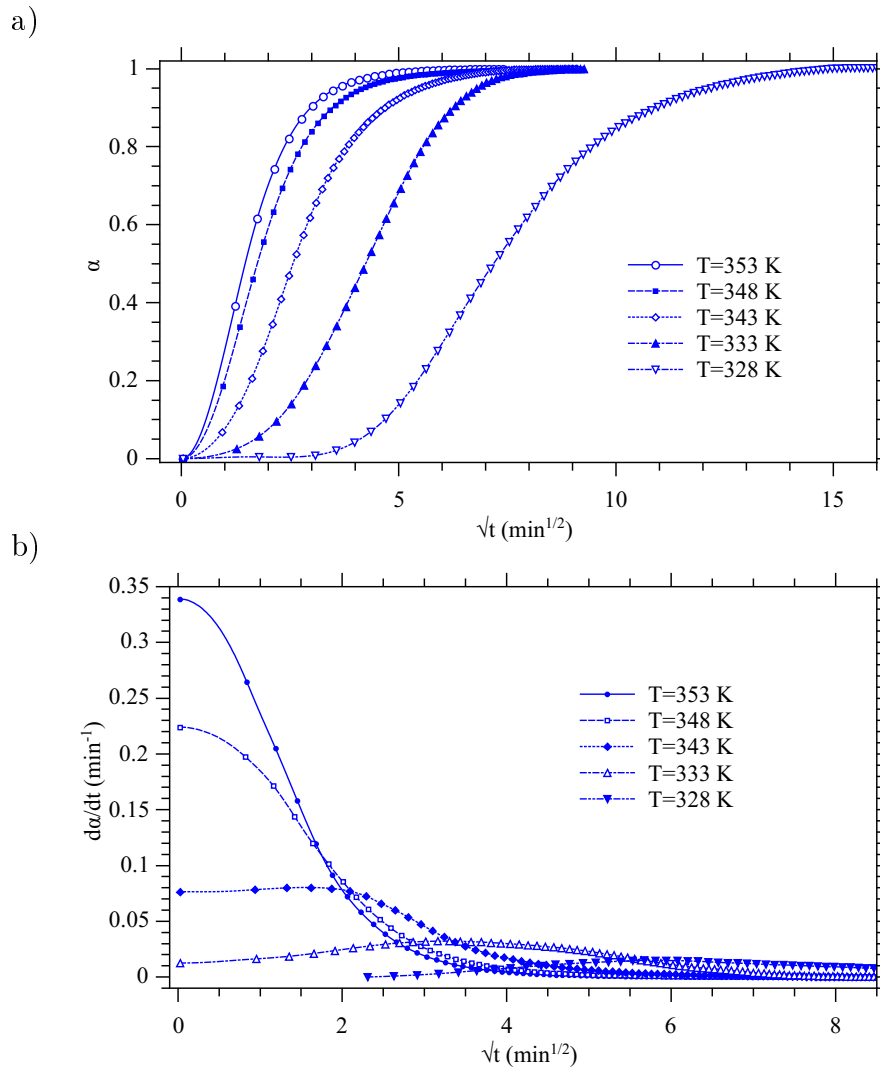 a)
1
0.8
0.6
α
0.4
0.2
0
T=353 K
T=348 K
T=343 K
T=333 K
T=328 K
0 5 10 15
√t (min1/2)
b)
0.35
0.3
0.25
0.2
dα/dt (min-1)
0.15
0.1
0.05
0
T=353 K
T=348 K
T=343 K
T=333 K
T=328 K
0 2 4 6 8
√t (min1/2)